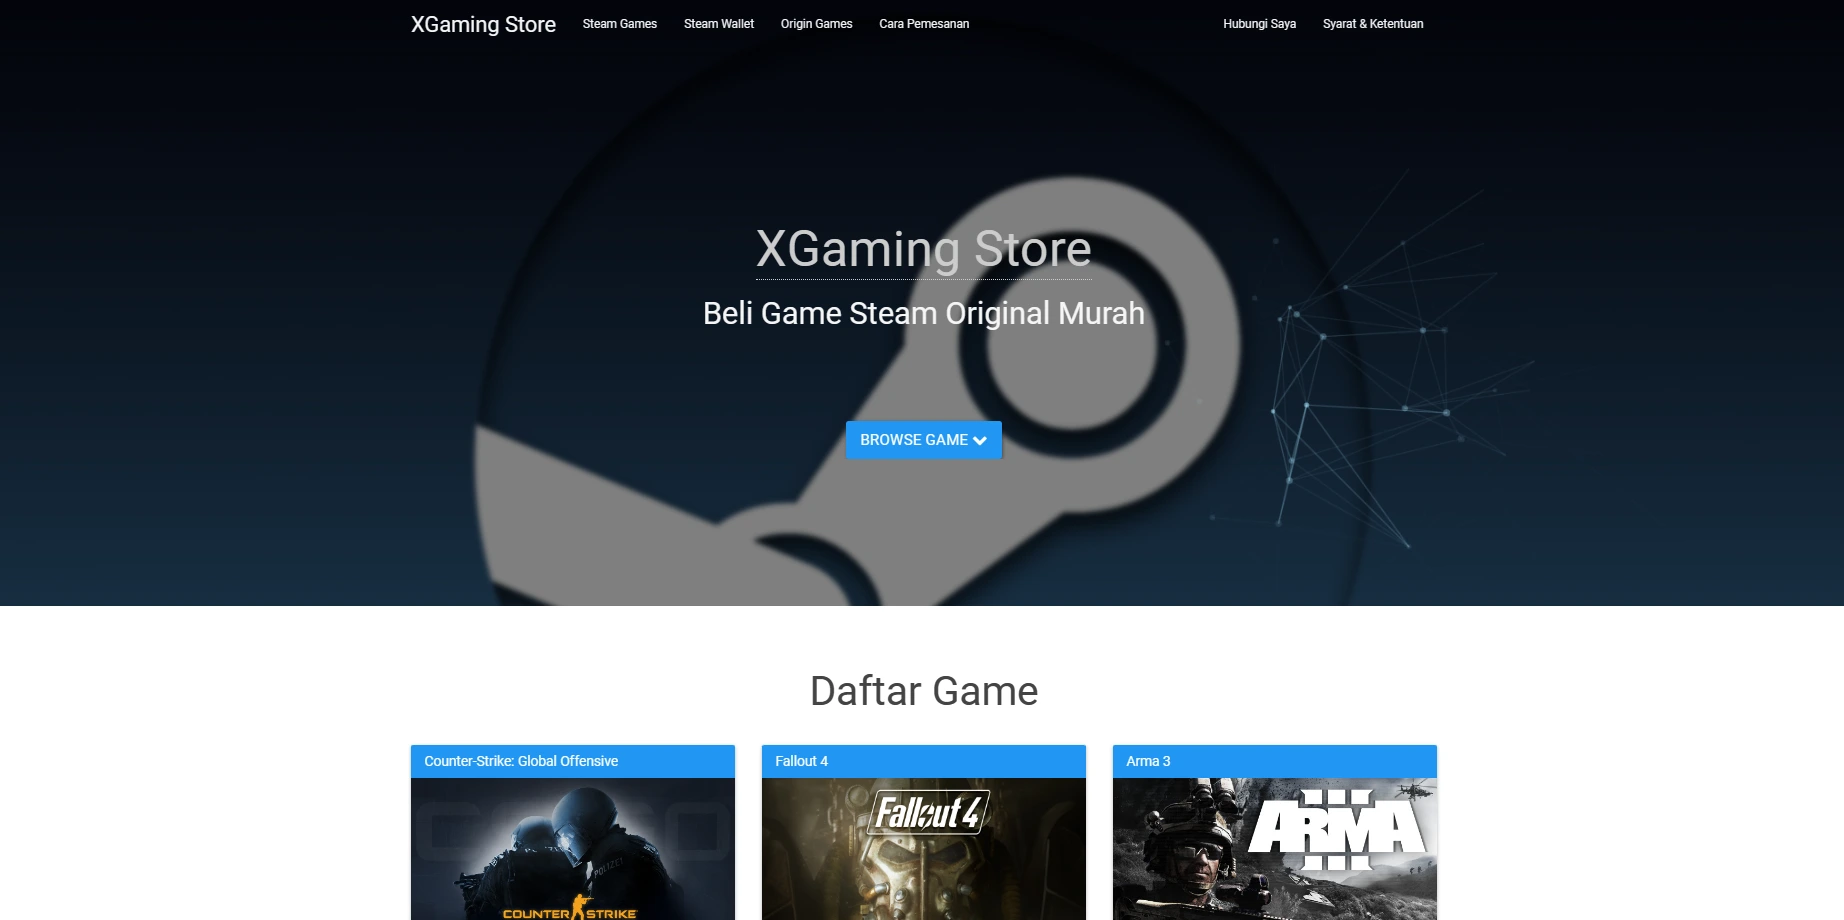 XGaming Store
Steam Games
Steam Wallet
Origin Games
Cara Pemesanan
Hubungi Saya
Syarat & Ketentuan
XGaming Store
Beli Game Steam Original Murah
BROWSE GAME
Daftar Game
Counter-Strike: Global Offensive
Fallout 4
Arma 3
CSGO
POLIZEI
COUNTER STRIKE
Fallout 4
ARMA III